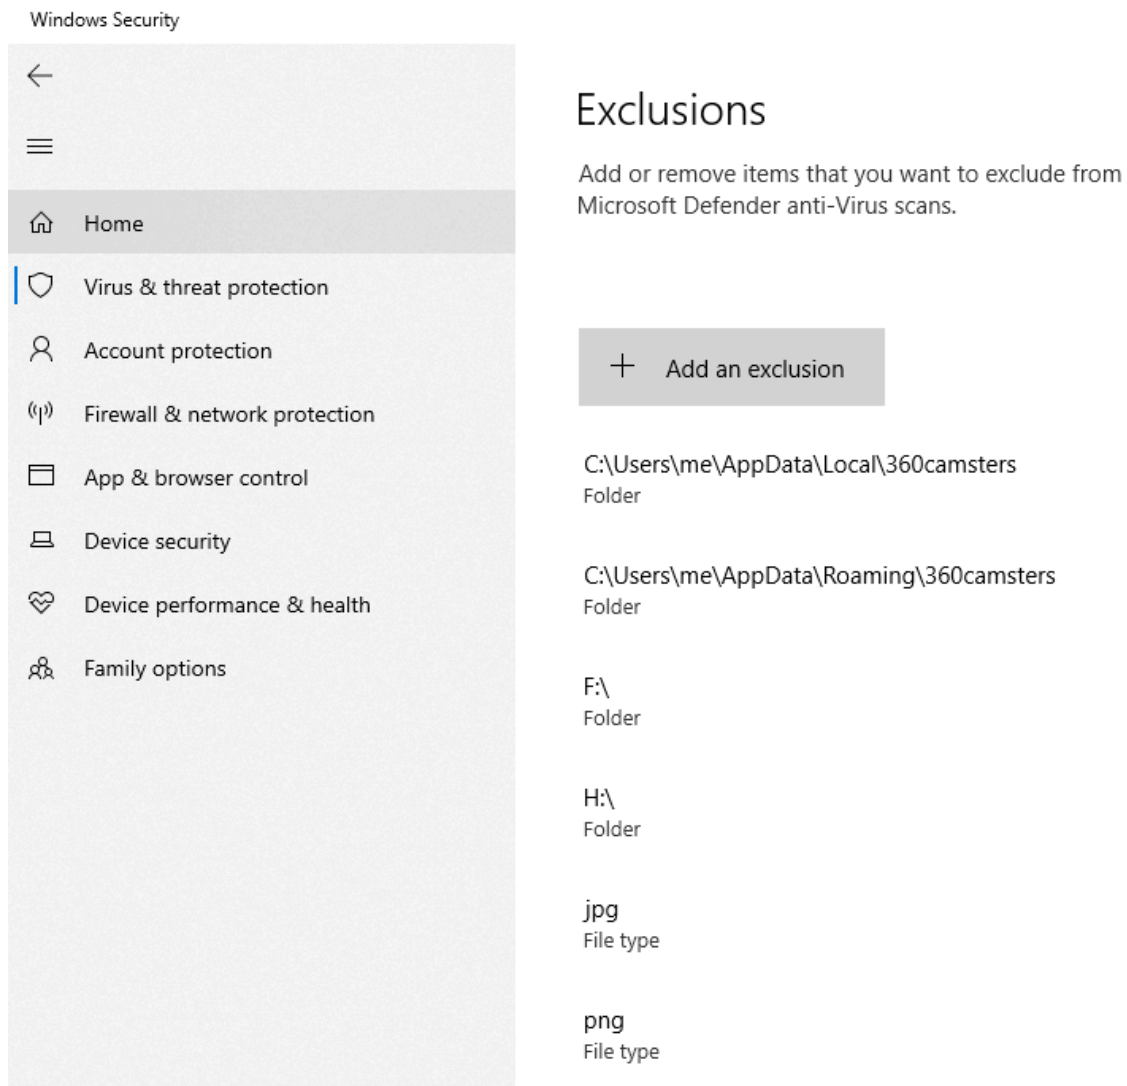 Windows Security
Home
Virus & threat protection
Account protection
Firewall & network protection
App & browser control
Device security
Device performance & health
Family options
Exclusions
Add or remove items that you want to exclude from
Microsoft Defender anti-Virus scans.
Add an exclusion
C:\Users\me\AppData\Local\360camsters
Folder
C:\Users\me\AppData\Roaming\360camsters
Folder
F:\
Folder
H:\
Folder
jpg
File type
png
File type